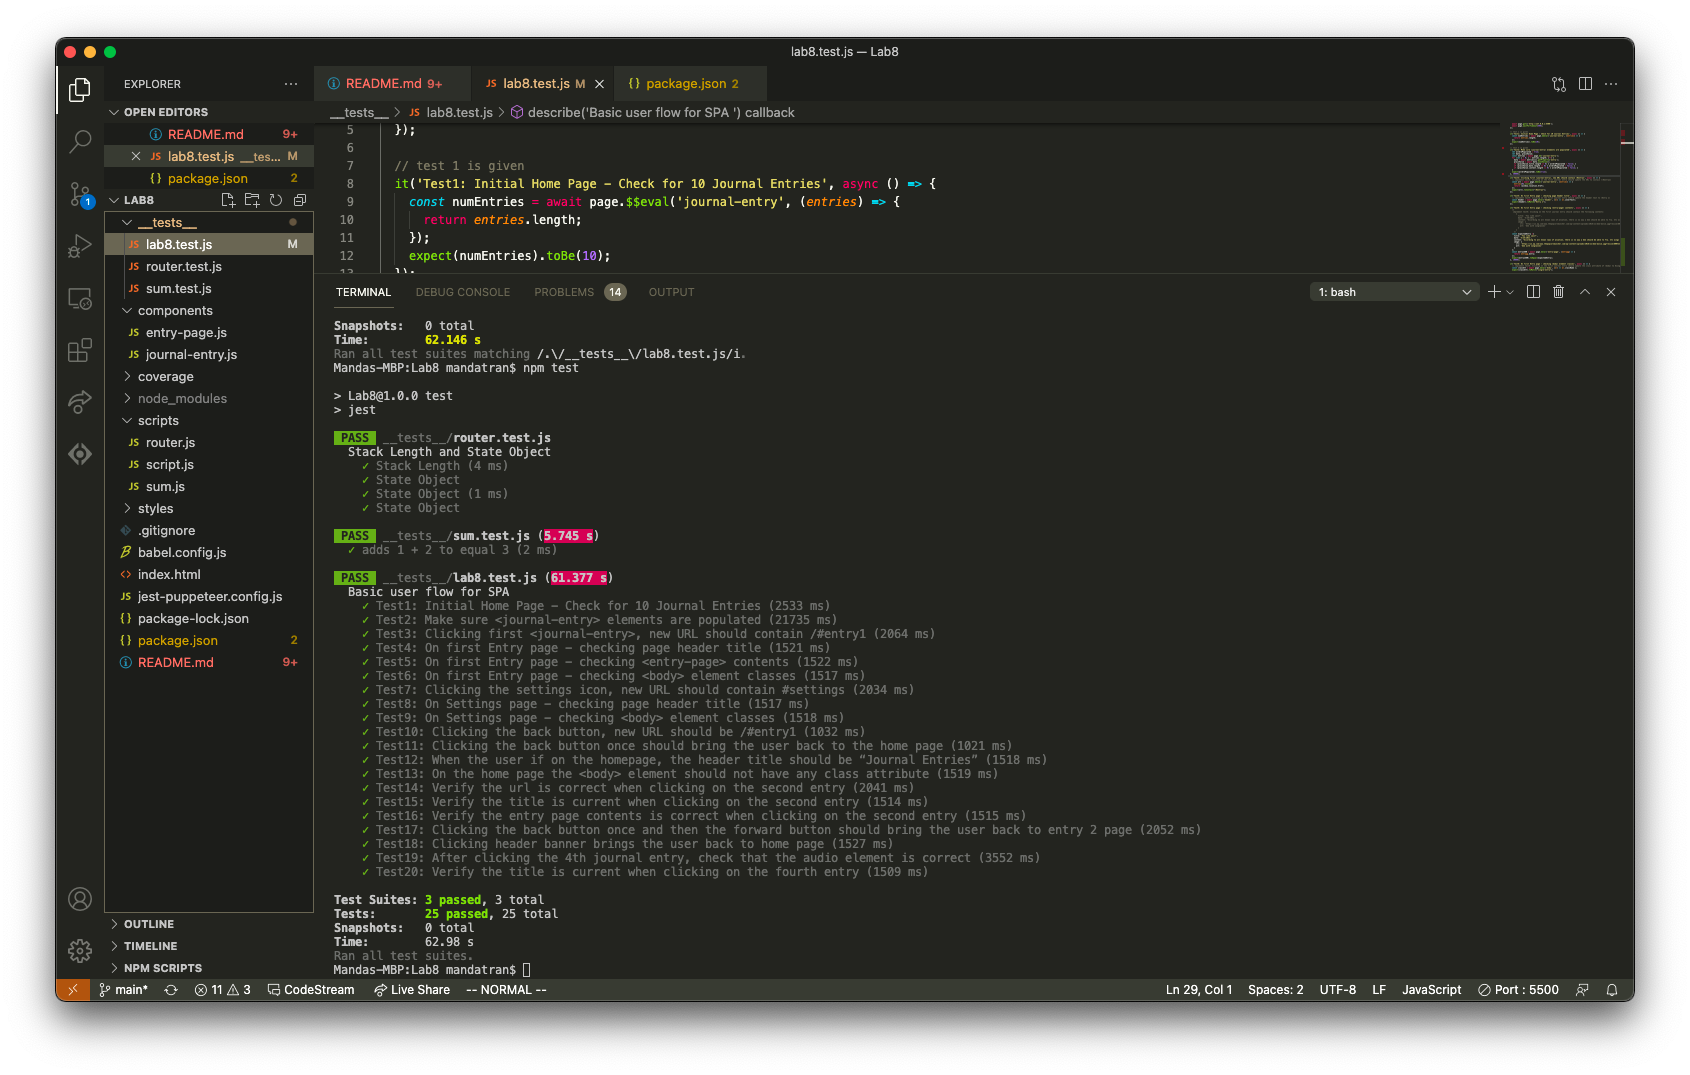 lab8.test.js — Lab8
EXPLORER
README.md 9+
lab8.test.js M
package.json 2
OPEN EDITORS
README.md 9+
lab8.test.js __tes... M
package.json 2
__tests__ > lab8.test.js > describe('Basic user flow for SPA ') callback
LAB8
__tests__
lab8.test.js M
router.test.js
sum.test.js
components
entry-page.js
journal-entry.js
coverage
node_modules
scripts
router.js
script.js
sum.js
styles
.gitignore
babel.config.js
index.html
jest-puppeteer.config.js
package-lock.json
package.json 2
README.md 9+
OUTLINE
TIMELINE
NPM SCRIPTS
1
5 });
6
7 // test 1 is given
8 it('Test1: Initial Home Page - Check for 10 Journal Entries', async () => {
9 const numEntries = await page.$$eval('journal-entry', (entries) => {
10 return entries.length;
11 });
12 expect(numEntries).toBe(10);
13 });
TERMINAL DEBUG CONSOLE PROBLEMS 14 OUTPUT 1: bash
Snapshots: 0 total
Time: 62.146 s
Ran all test suites matching /.\/__tests__\/lab8.test.js/i.
Mandas-MBP:Lab8 mandatran$ npm test
> Lab8@1.0.0 test
> jest
PASS __tests__/router.test.js
Stack Length and State Object
✓ Stack Length (4 ms)
✓ State Object
✓ State Object (1 ms)
✓ State Object
PASS __tests__/sum.test.js (5.745 s)
✓ adds 1 + 2 to equal 3 (2 ms)
PASS __tests__/lab8.test.js (61.377 s)
Basic user flow for SPA
✓ Test1: Initial Home Page - Check for 10 Journal Entries (2533 ms)
✓ Test2: Make sure <journal-entry> elements are populated (21735 ms)
✓ Test3: Clicking first <journal-entry>, new URL should contain /#entry1 (2064 ms)
✓ Test4: On first Entry page - checking page header title (1521 ms)
✓ Test5: On first Entry page - checking <entry-page> contents (1522 ms)
✓ Test6: On first Entry page - checking <body> element classes (1517 ms)
✓ Test7: Clicking the settings icon, new URL should contain #settings (2034 ms)
✓ Test8: On Settings page - checking page header title (1517 ms)
✓ Test9: On Settings page - checking <body> element classes (1518 ms)
✓ Test10: Clicking the back button, new URL should be /#entry1 (1032 ms)
✓ Test11: Clicking the back button once should bring the user back to the home page (1021 ms)
✓ Test12: When the user if on the homepage, the header title should be “Journal Entries” (1518 ms)
✓ Test13: On the home page the <body> element should not have any class attribute (1519 ms)
✓ Test14: Verify the url is correct when clicking on the second entry (2041 ms)
✓ Test15: Verify the title is current when clicking on the second entry (1514 ms)
✓ Test16: Verify the entry page contents is correct when clicking on the second entry (1515 ms)
✓ Test17: Clicking the back button once and then the forward button should bring the user back to entry 2 page (2052 ms)
✓ Test18: Clicking header banner brings the user back to home page (1527 ms)
✓ Test19: After clicking the 4th journal entry, check that the audio element is correct (3552 ms)
✓ Test20: Verify the title is current when clicking on the fourth entry (1509 ms)
Test Suites: 3 passed, 3 total
Tests: 25 passed, 25 total
Snapshots: 0 total
Time: 62.98 s
Ran all test suites.
Mandas-MBP:Lab8 mandatran$
main* 11 3 CodeStream Live Share -- NORMAL -- Ln 29, Col 1 Spaces: 2 UTF-8 LF JavaScript Port : 5500